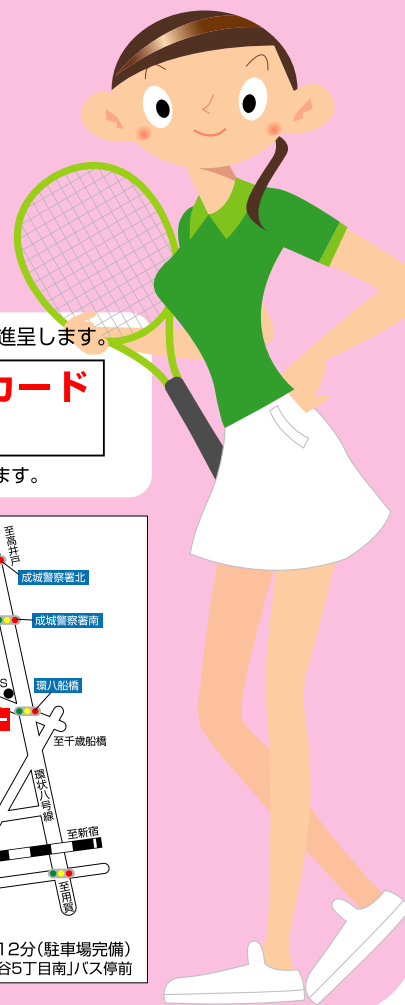 進呈します。
カード
ます。
至高井戸
成城警察署北
成城警察署南
S
環八船橋
至千歳船橋
環状八号線
至新宿
至用賀
12分(駐車場完備)
谷5丁目南」バス停前